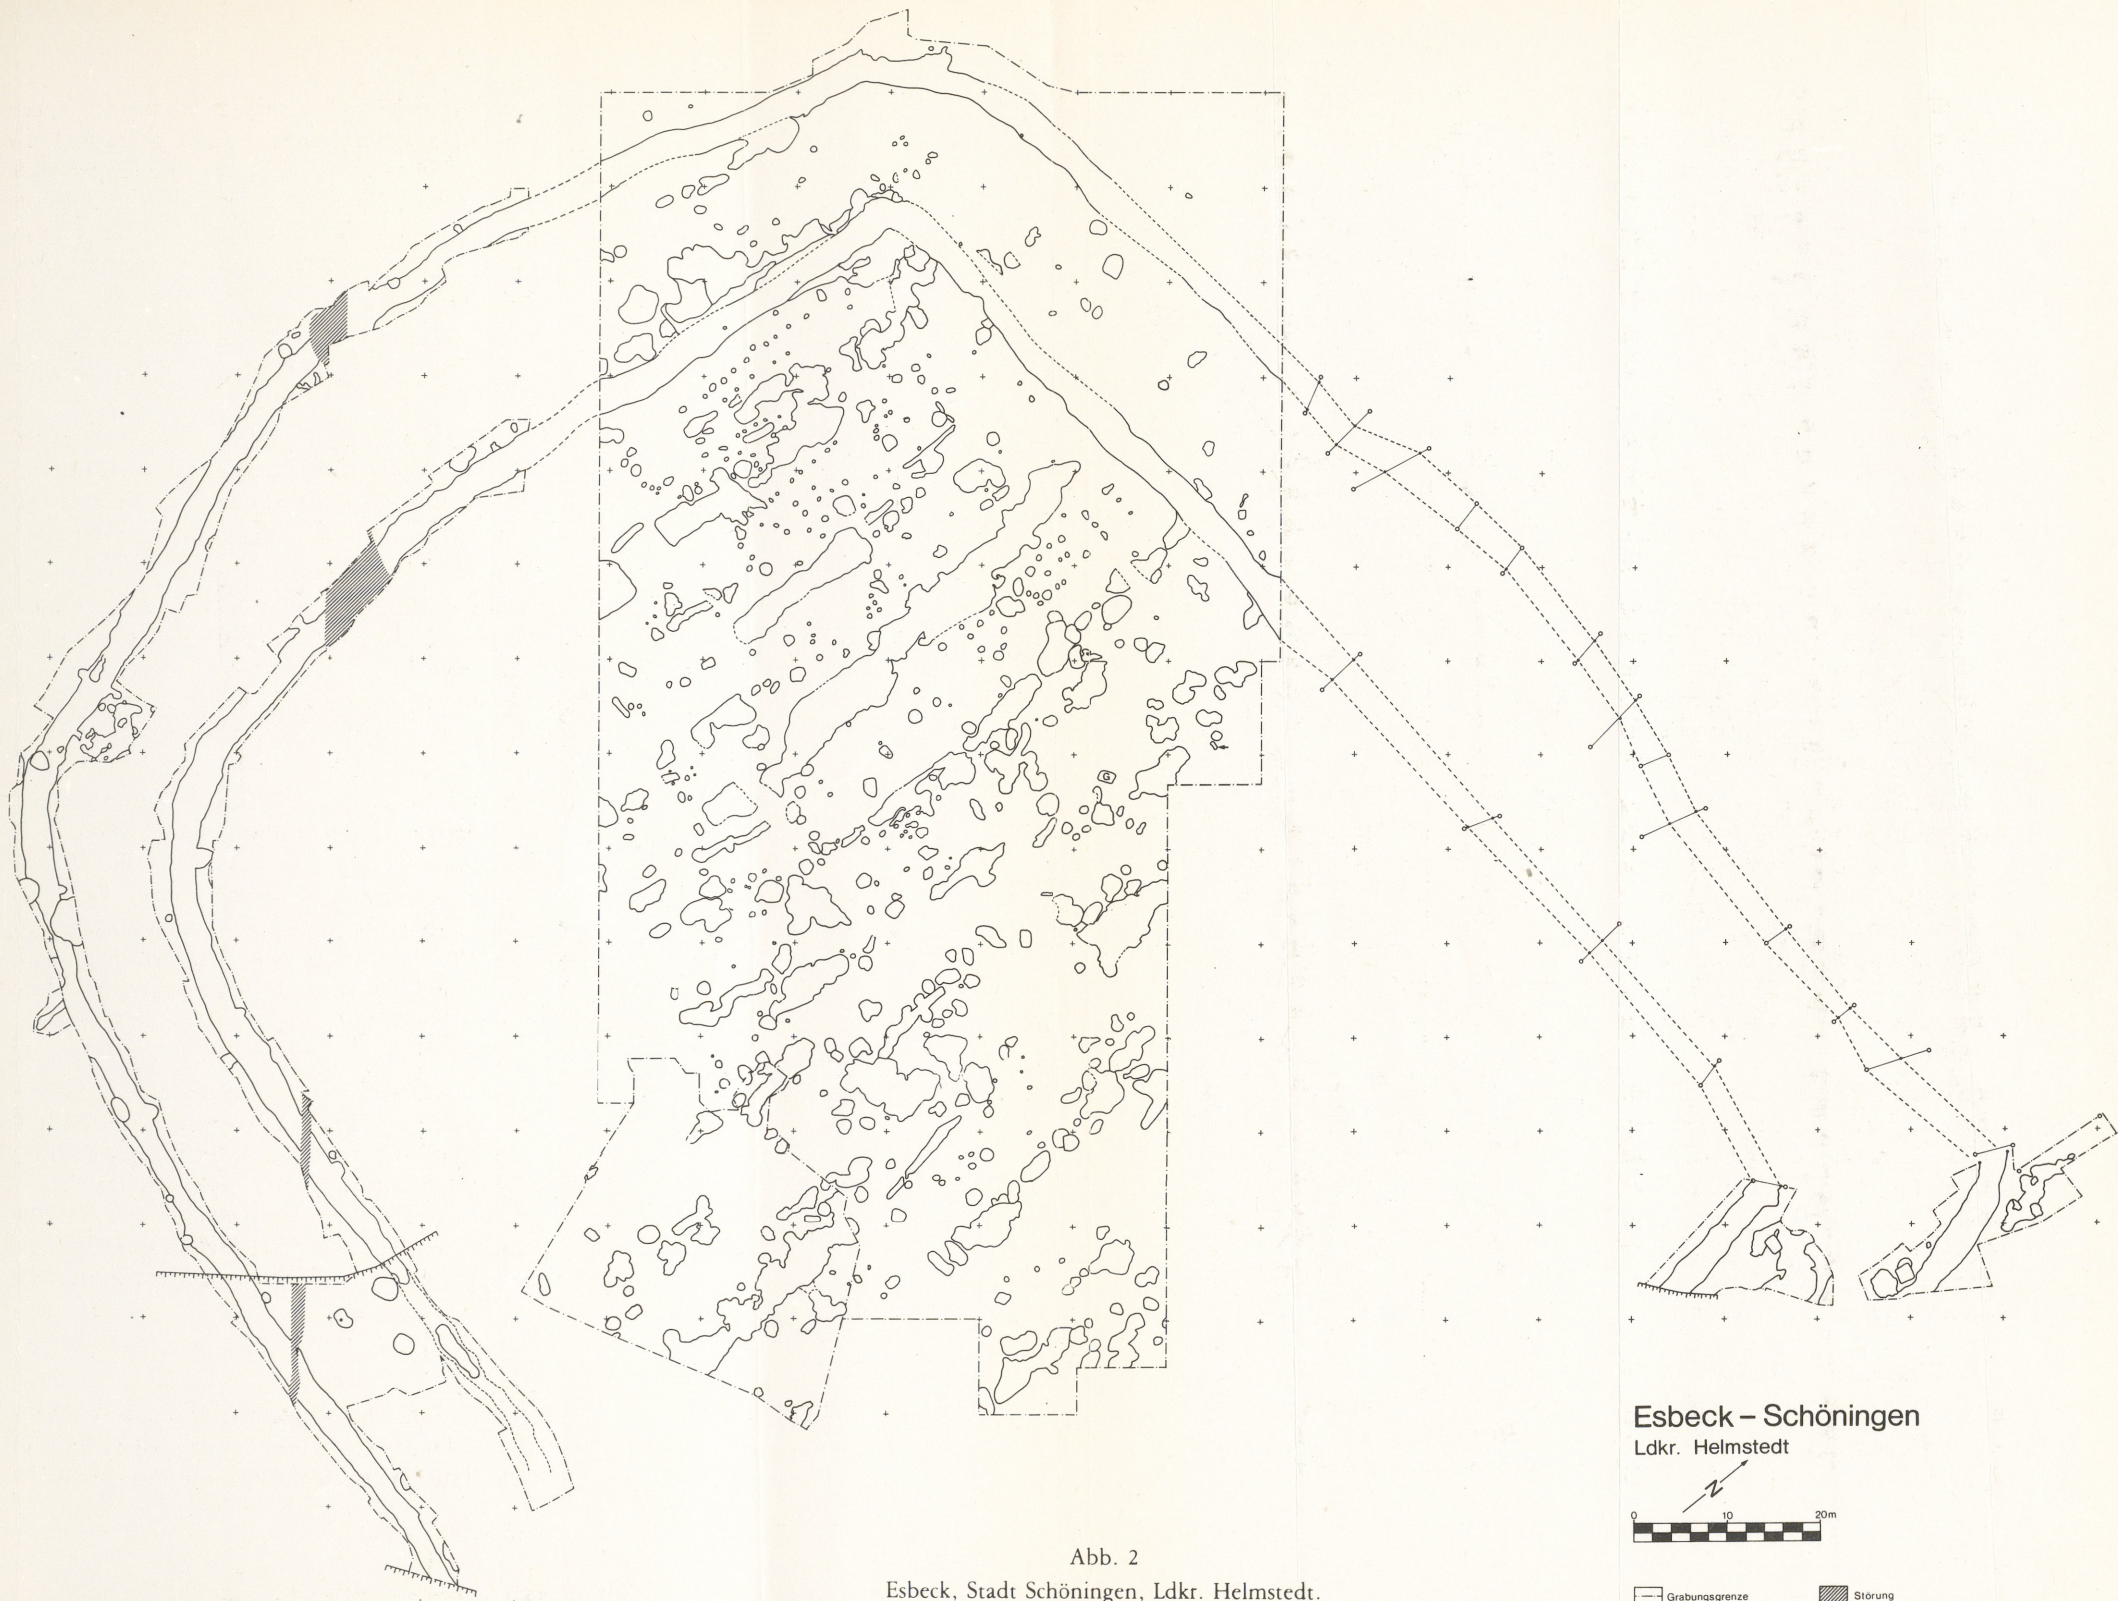 G
Esbeck – Schöningen
Ldkr. Helmstedt
N
0 10 20m
Abb. 2
Esbeck, Stadt Schöningen, Ldkr. Helmstedt.
Grabungsgrenze Störung